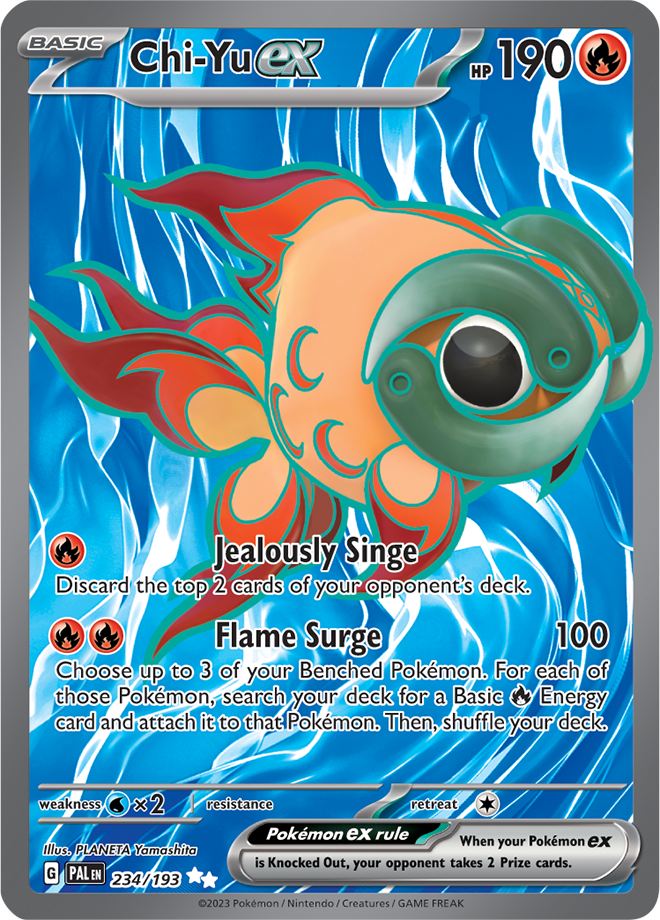 BASIC Chi-Yu ex HP 190
Jealously Singe
Discard the top 2 cards of your opponent's deck.
Flame Surge 100
Choose up to 3 of your Benched Pokémon. For each of
those Pokémon, search your deck for a Basic Energy
card and attach it to that Pokémon. Then, shuffle your deck.
weakness ×2 resistance retreat
Pokémon ex rule When your Pokémon ex
is Knocked Out, your opponent takes 2 Prize cards.
Illus. PLANETA Yamashita
G PAL EN 234/193
©2023 Pokémon / Nintendo / Creatures / GAME FREAK